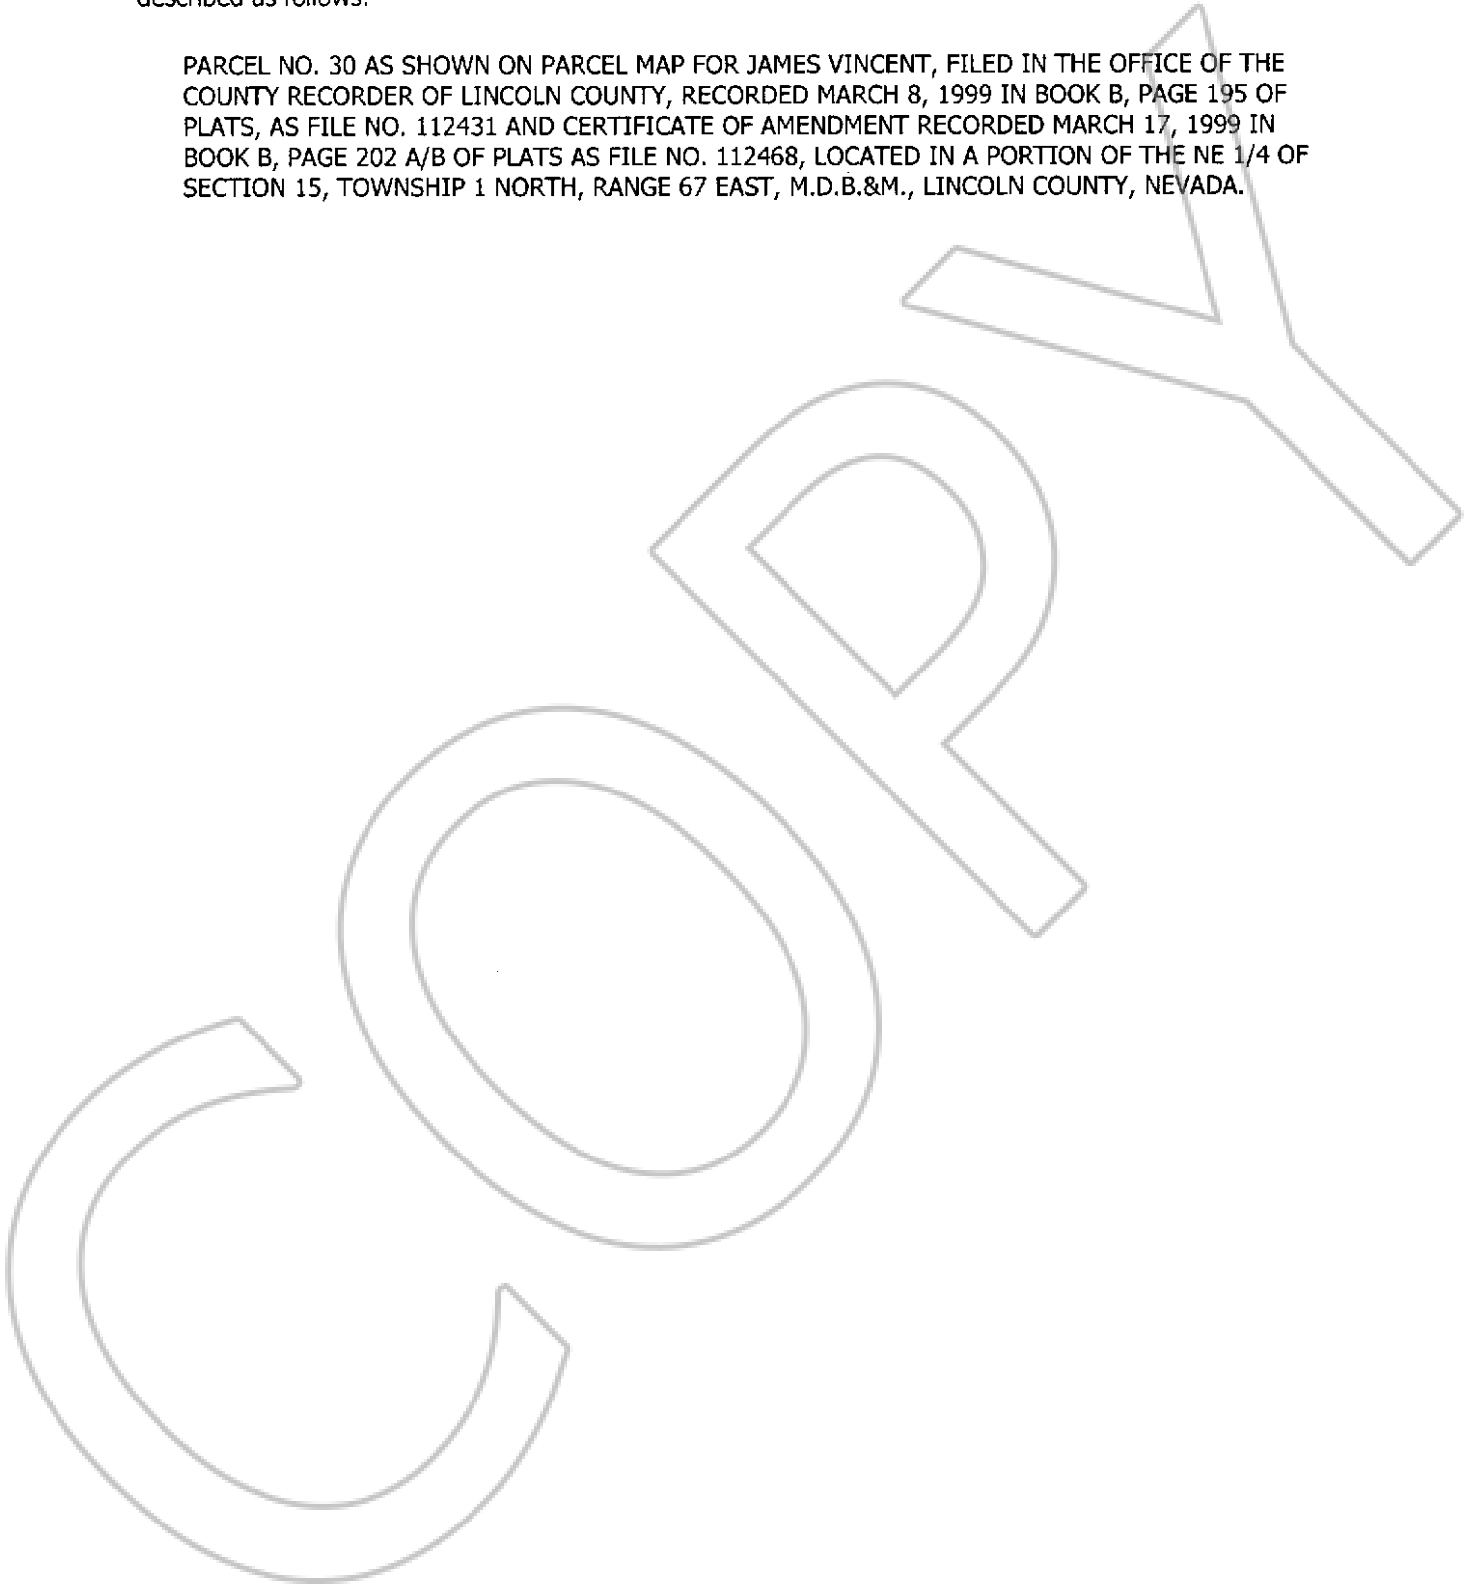 described as follows:
PARCEL NO. 30 AS SHOWN ON PARCEL MAP FOR JAMES VINCENT, FILED IN THE OFFICE OF THE
COUNTY RECORDER OF LINCOLN COUNTY, RECORDED MARCH 8, 1999 IN BOOK B, PAGE 195 OF
PLATS, AS FILE NO. 112431 AND CERTIFICATE OF AMENDMENT RECORDED MARCH 17, 1999 IN
BOOK B, PAGE 202 A/B OF PLATS AS FILE NO. 112468, LOCATED IN A PORTION OF THE NE 1/4 OF
SECTION 15, TOWNSHIP 1 NORTH, RANGE 67 EAST, M.D.B.&M., LINCOLN COUNTY, NEVADA.
COPY